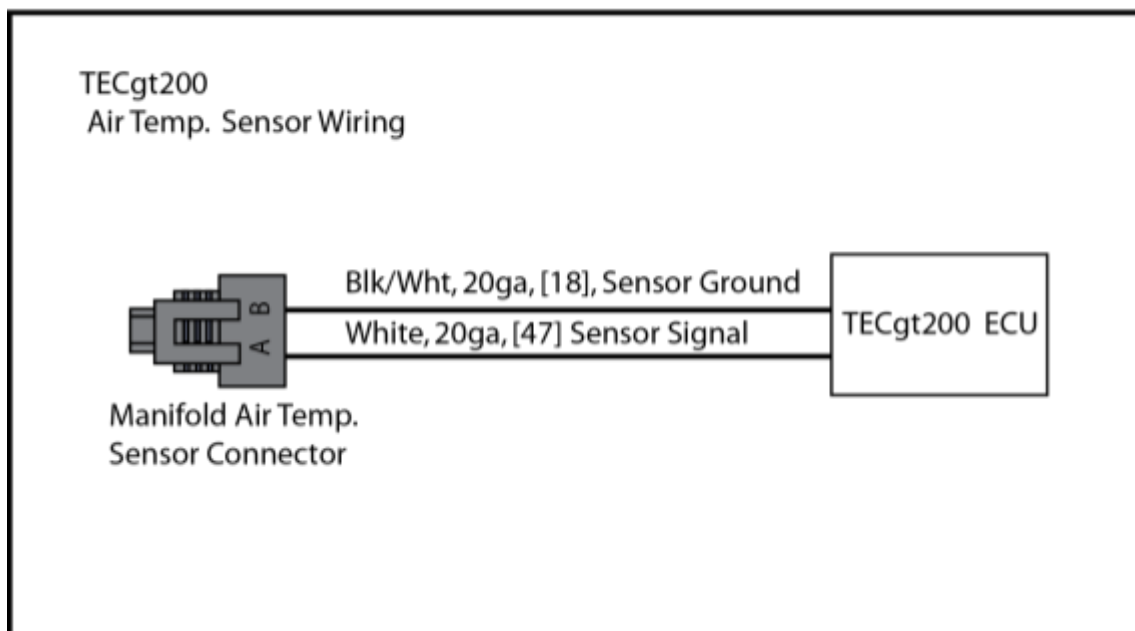 TECgt200
Air Temp. Sensor Wiring
Blk/Wht, 20ga, [18], Sensor Ground
B
White, 20ga, [47] Sensor Signal
A
TECgt200 ECU
Manifold Air Temp.
Sensor Connector